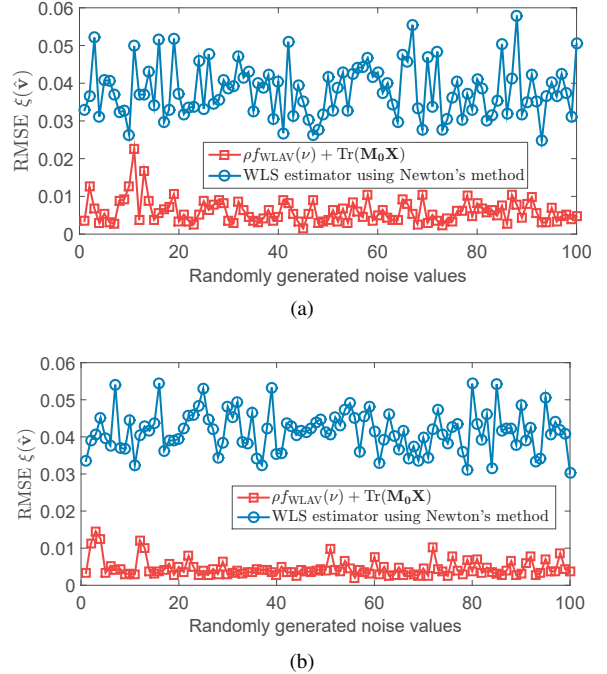 0.06
0.05
0.04
0.03
0.02
0.01
0
RMSE ξ(v̂)
ρf_WLAV(ν) + Tr(M₀X)
WLS estimator using Newton's method
0 20 40 60 80 100
Randomly generated noise values
(a)
0.06
0.05
0.04
0.03
0.02
0.01
0
RMSE ξ(v̂)
ρf_WLAV(ν) + Tr(M₀X)
WLS estimator using Newton's method
0 20 40 60 80 100
Randomly generated noise values
(b)